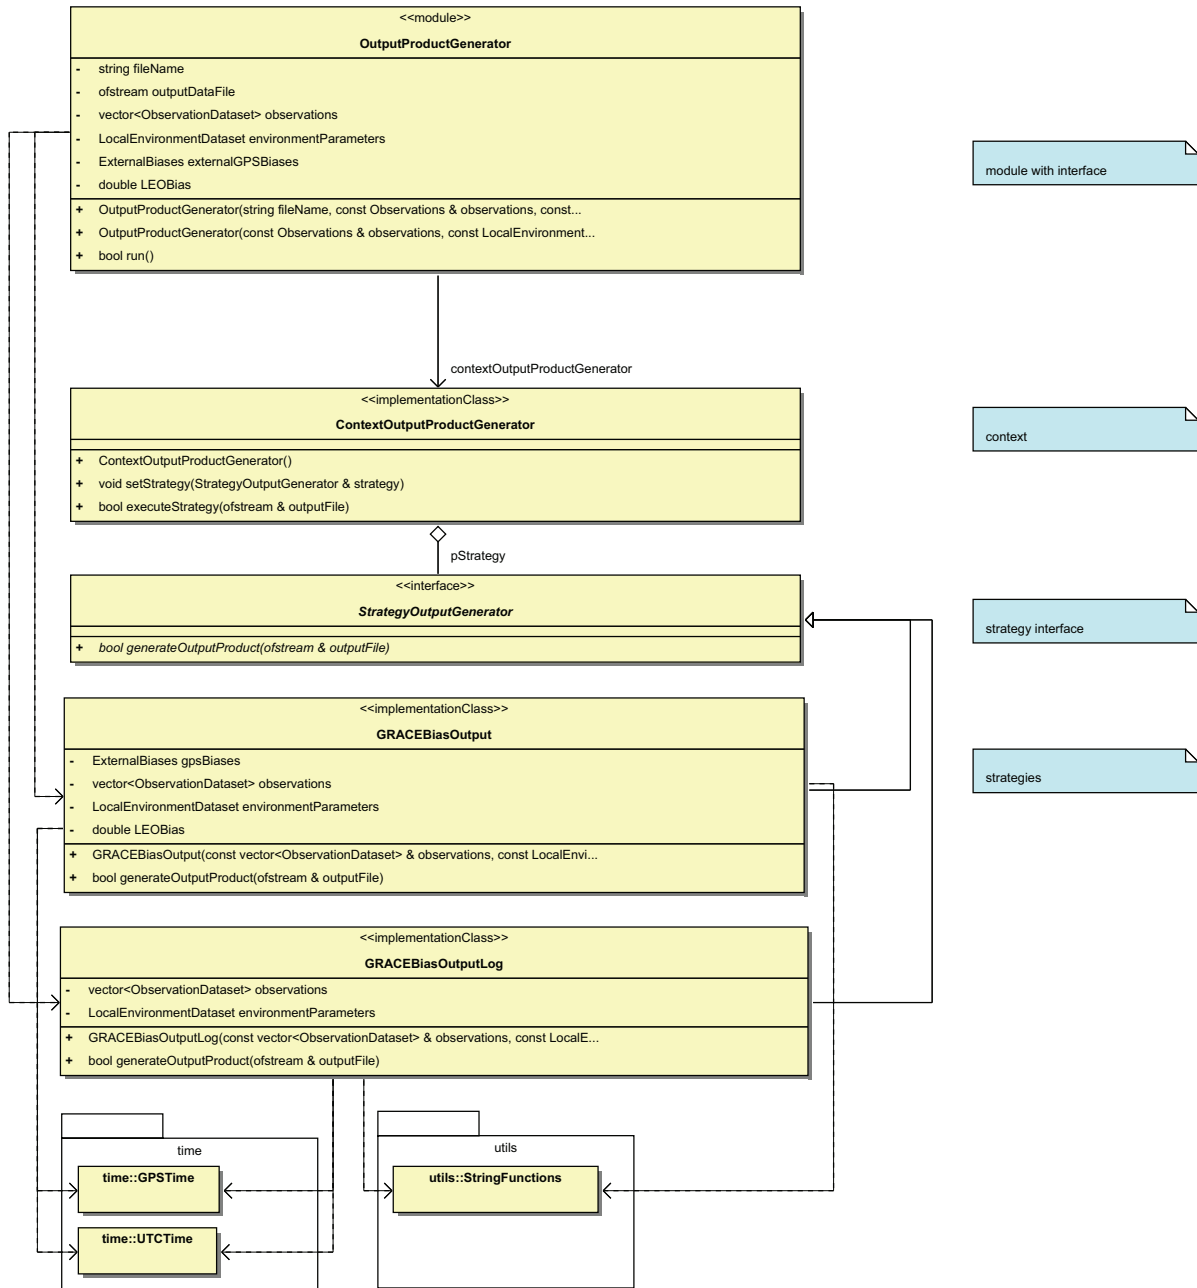 <<module>>
OutputProductGenerator
- string fileName
- ofstream outputDataFile
- vector<ObservationDataset> observations
- LocalEnvironmentDataset environmentParameters
- ExternalBiases externalGPSBiases
- double LEOBias
+ OutputProductGenerator(string fileName, const Observations & observations, const...
+ OutputProductGenerator(const Observations & observations, const LocalEnvironment...
+ bool run()
module with interface
contextOutputProductGenerator
<<implementationClass>>
ContextOutputProductGenerator
+ ContextOutputProductGenerator()
+ void setStrategy(StrategyOutputGenerator & strategy)
+ bool executeStrategy(ofstream & outputFile)
context
pStrategy
<<interface>>
StrategyOutputGenerator
+ bool generateOutputProduct(ofstream & outputFile)
strategy interface
<<implementationClass>>
GRACEBiasOutput
- ExternalBiases gpsBiases
- vector<ObservationDataset> observations
- LocalEnvironmentDataset environmentParameters
- double LEOBias
+ GRACEBiasOutput(const vector<ObservationDataset> & observations, const LocalEnvi...
+ bool generateOutputProduct(ofstream & outputFile)
strategies
<<implementationClass>>
GRACEBiasOutputLog
- vector<ObservationDataset> observations
- LocalEnvironmentDataset environmentParameters
+ GRACEBiasOutputLog(const vector<ObservationDataset> & observations, const LocalE...
+ bool generateOutputProduct(ofstream & outputFile)
time
time::GPSTime
time::UTCTime
utils
utils::StringFunctions